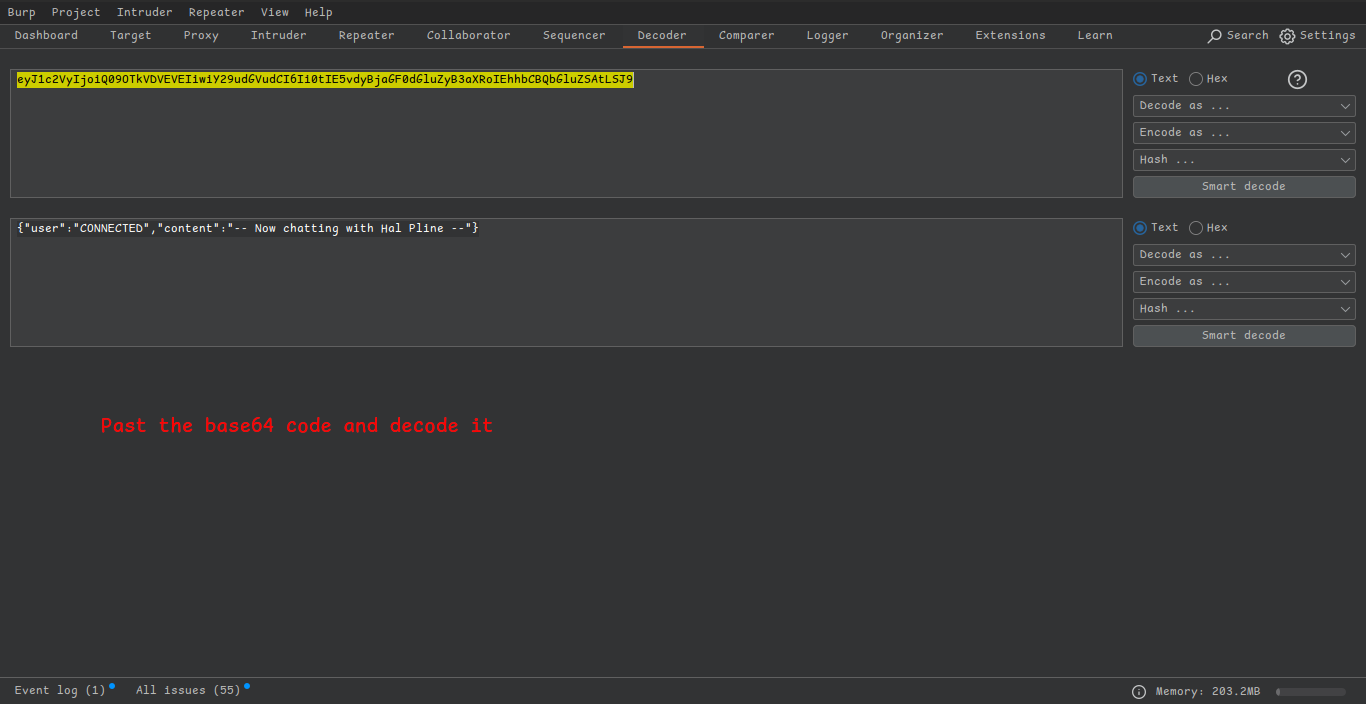 Burp Project Intruder Repeater View Help
Dashboard Target Proxy Intruder Repeater Collaborator Sequencer Decoder Comparer Logger Organizer Extensions Learn Search Settings
eyJ1c2VyIjoiQ09OTkVDVEVEIiwiY29udGVudCI6Ii0tIE5vdyBjaGF0dGluZyB3aXRoIEhhbCBQbGluZSAtLSJ9
Text Hex
Decode as ...
Encode as ...
Hash ...
Smart decode
{"user":"CONNECTED","content":"-- Now chatting with Hal Pline --"}
Text Hex
Decode as ...
Encode as ...
Hash ...
Smart decode
Past the base64 code and decode it
Event log (1) All issues (55) Memory: 203.2MB